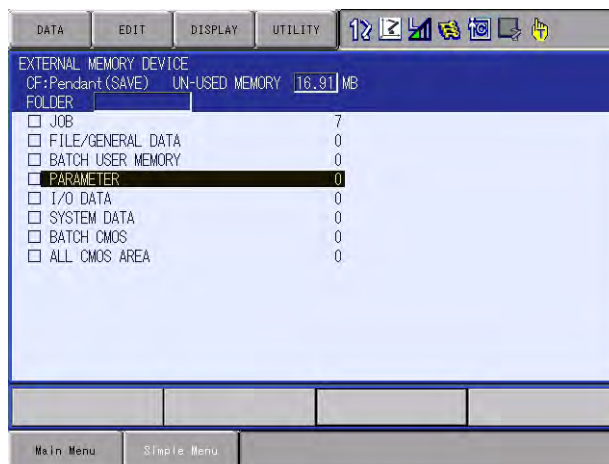 DATA EDIT DISPLAY UTILITY
EXTERNAL MEMORY DEVICE
CF:Pendant(SAVE) UN-USED MEMORY 16.91 MB
FOLDER
JOB 7
FILE/GENERAL DATA 0
BATCH USER MEMORY 0
PARAMETER 0
I/O DATA 0
SYSTEM DATA 0
BATCH CMOS 0
ALL CMOS AREA 0
Main Menu Simple Menu